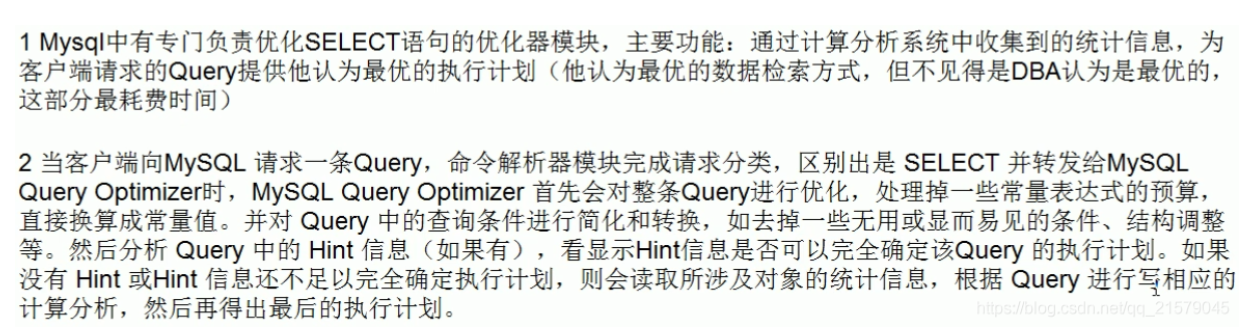 1 Mysql中有专门负责优化SELECT语句的优化器模块，主要功能：通过计算分析系统中收集到的统计信息，为
客户端请求的Query提供他认为最优的执行计划（他认为最优的数据检索方式，但不见得是DBA认为是最优的，
这部分最耗费时间）
2 当客户端向MySQL 请求一条Query，命令解析器模块完成请求分类，区别出是 SELECT 并转发给MySQL
Query Optimizer时，MySQL Query Optimizer 首先会对整条Query进行优化，处理掉一些常量表达式的预算，
直接换算成常量值。并对 Query 中的查询条件进行简化和转换，如去掉一些无用或显而易见的条件、结构调整
等。然后分析 Query 中的 Hint 信息（如果有），看显示Hint信息是否可以完全确定该Query 的执行计划。如果
没有 Hint 或Hint 信息还不足以完全确定执行计划，则会读取所涉及对象的统计信息，根据 Query 进行写相应的
计算分析，然后再得出最后的执行计划。
https://blog.csdn.net/qq_21579045